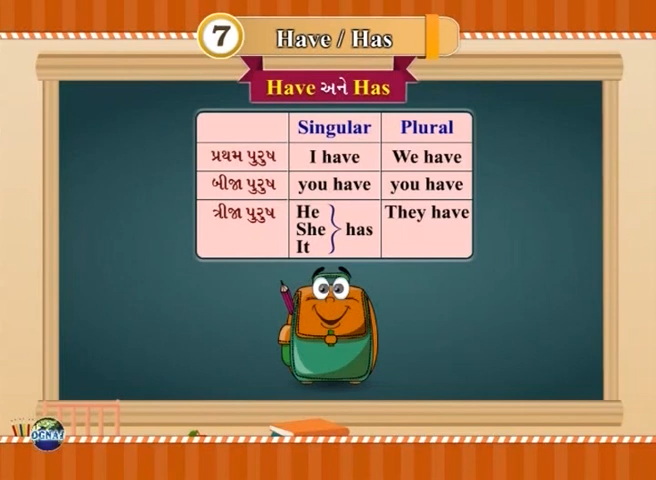 7 Have / Has
Have અને Has
Singular Plural
પ્રથમ પુરુષ I have We have
બીજા પુરુષ you have you have
ત્રીજા પુરુષ He They have
She has
It